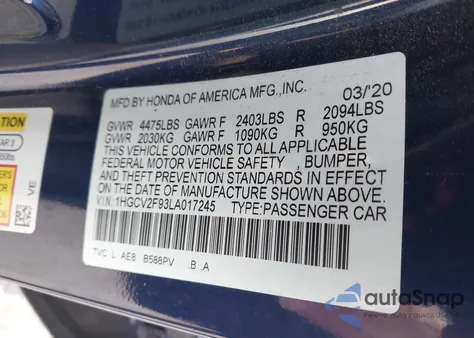 MFD.BY HONDA OF AMERICA MFG.,INC. 03/'20
GVWR 4475LBS GAWR F 2403LBS R 2094LBS
GVWR 2030KG GAWR F 1090KG R 950KG
THIS VEHICLE CONFORMS TO ALL APPLICABLE
FEDERAL MOTOR VEHICLE SAFETY , BUMPER,
AND THEFT PREVENTION STANDARDS IN EFFECT
ON THE DATE OF MANUFACTURE SHOWN ABOVE.
V.I.N:1HGCV2F93LA017245 TYPE:PASSENGER CAR
TVC L AE8 B588PV .B .A
ATION
VE
autoSnap